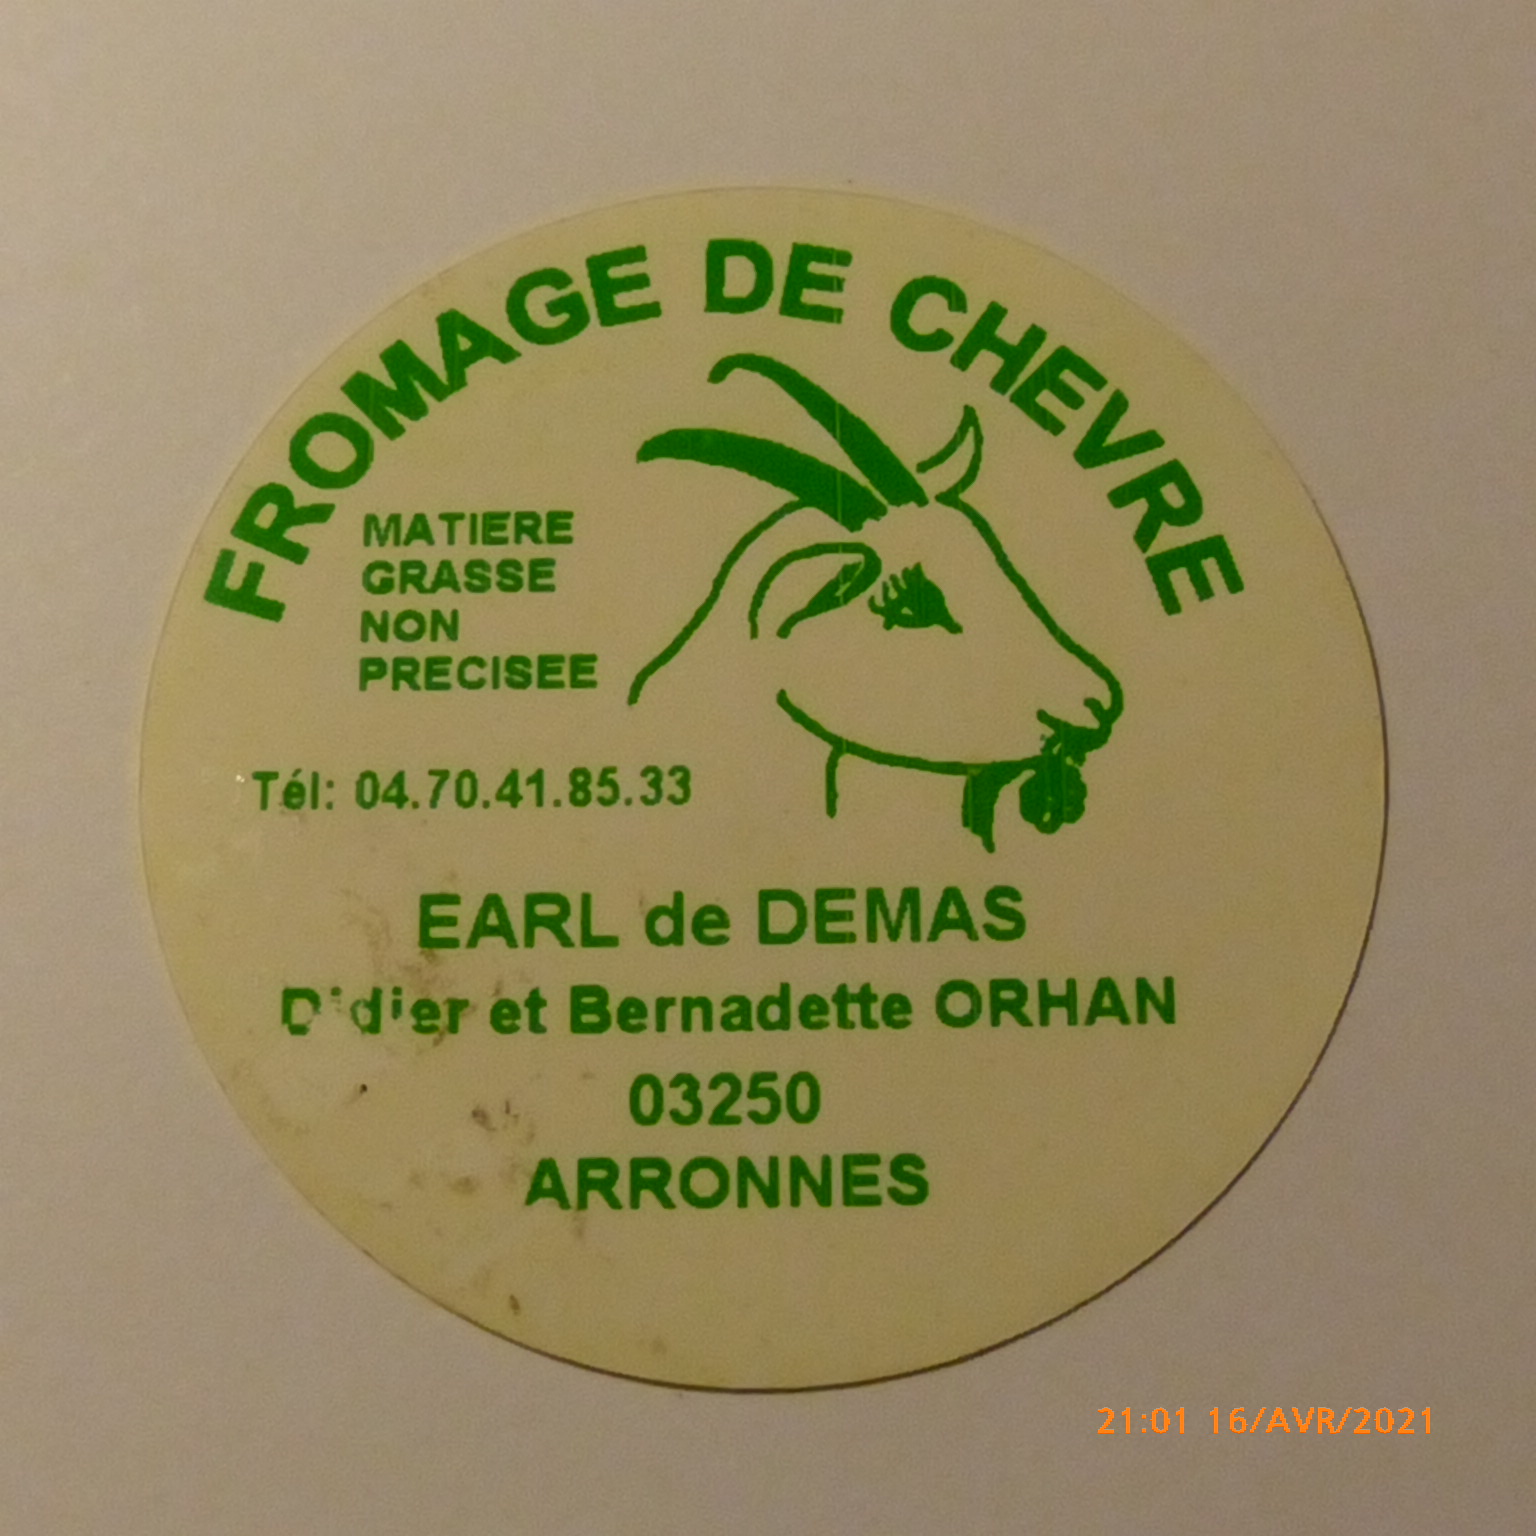 FROMAGE DE CHEVRE
MATIERE
GRASSE
NON
PRECISEE
Tél: 04.70.41.85.33
EARL de DEMAS
Didier et Bernadette ORHAN
03250
ARRONNES
21:01 16/AVR/2021